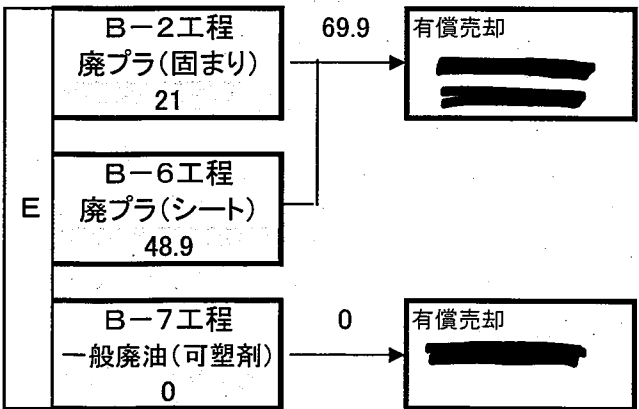 B－2工程
廃プラ(固まり)
21
69.9
有償売却
E
B－6工程
廃プラ(シート)
48.9
B－7工程
一般廃油(可塑剤)
0
0
有償売却